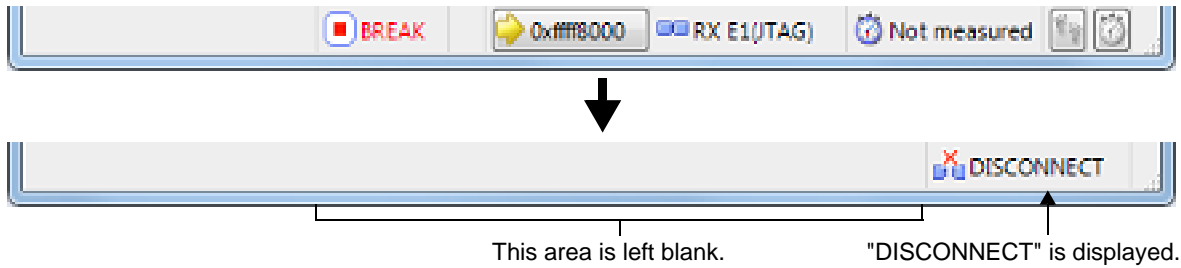 BREAK 0xffff8000 RX E1(JTAG) Not measured
DISCONNECT
This area is left blank. "DISCONNECT" is displayed.